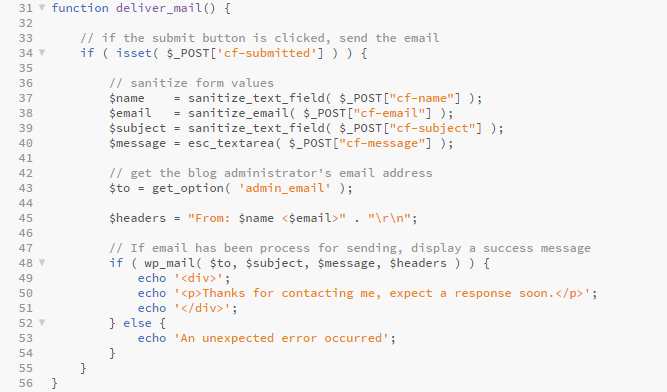 31 function deliver_mail() {
32
33 // if the submit button is clicked, send the email
34 if ( isset( $_POST['cf-submitted'] ) ) {
35
36 // sanitize form values
37 $name    = sanitize_text_field( $_POST["cf-name"] );
38 $email   = sanitize_email( $_POST["cf-email"] );
39 $subject = sanitize_text_field( $_POST["cf-subject"] );
40 $message = esc_textarea( $_POST["cf-message"] );
41
42 // get the blog administrator's email address
43 $to = get_option( 'admin_email' );
44
45 $headers = "From: $name <$email>" . "\r\n";
46
47 // If email has been process for sending, display a success message
48 if ( wp_mail( $to, $subject, $message, $headers ) ) {
49 echo '<div>';
50 echo '<p>Thanks for contacting me, expect a response soon.</p>';
51 echo '</div>';
52 } else {
53 echo 'An unexpected error occurred';
54 }
55 }
56 }